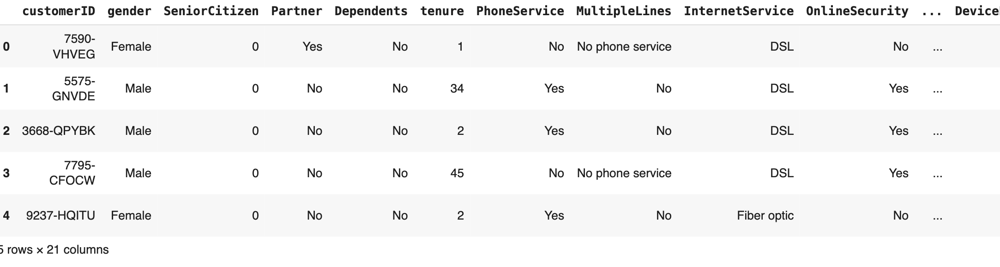 customerID gender SeniorCitizen Partner Dependents tenure PhoneService MultipleLines InternetService OnlineSecurity ... Device
0 7590-VHVEG Female 0 Yes No 1 No No phone service DSL No ...
1 5575-GNVDE Male 0 No No 34 Yes No DSL Yes ...
2 3668-QPYBK Male 0 No No 2 Yes No DSL Yes ...
3 7795-CFOCW Male 0 No No 45 No No phone service DSL Yes ...
4 9237-HQITU Female 0 No No 2 Yes No Fiber optic No ...
5 rows × 21 columns